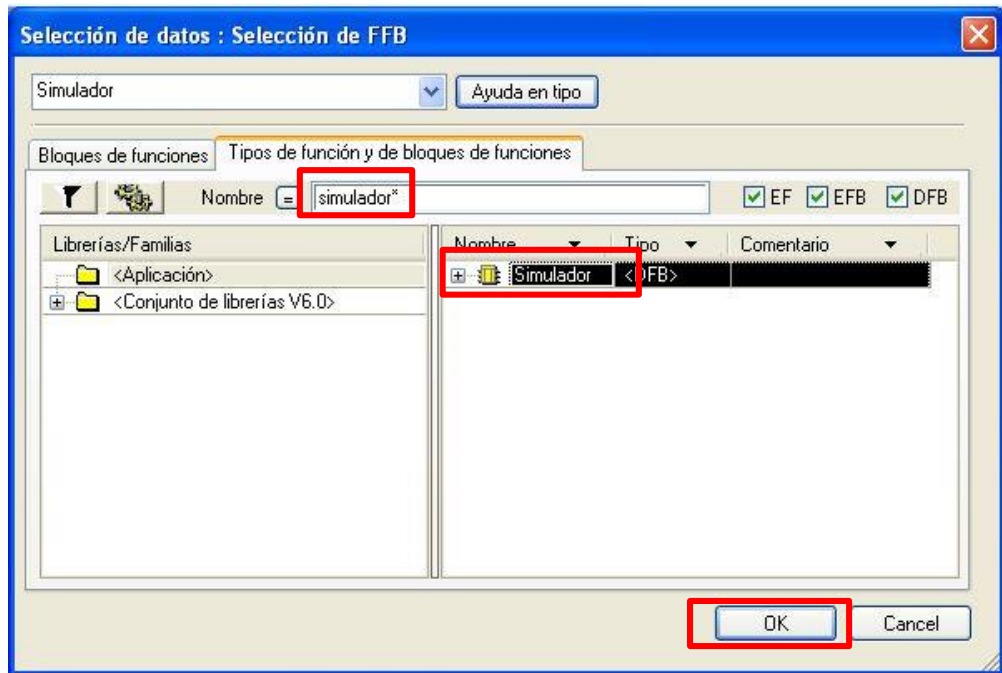 Selección de datos : Selección de FFB
Simulador
Ayuda en tipo
Bloques de funciones
Tipos de función y de bloques de funciones
Nombre = simulador* EF EFB DFB
Librerías/Familias
<Aplicación>
<Conjunto de librerías V6.0>
Nombre Tipo Comentario
Simulador <DFB>
OK Cancel